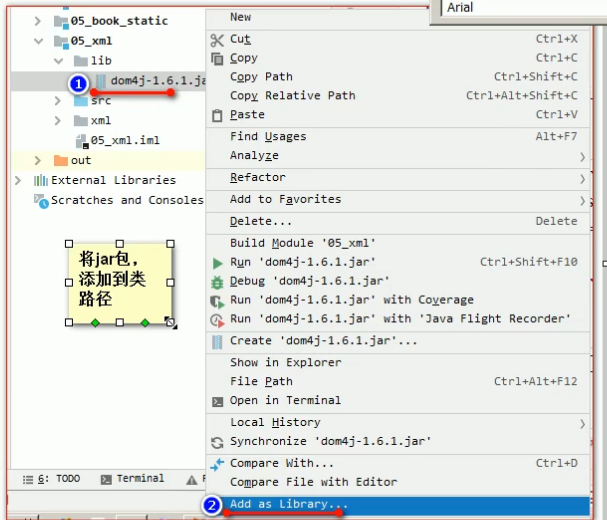 Arial
05_book_static
05_xml
lib
1
dom4j-1.6.1.ja
src
xml
05_xml.iml
out
External Libraries
Scratches and Consoles
将jar包,
添加到类
路径
6: TODO
Terminal
New
Cut Ctrl+X
Copy Ctrl+C
Copy Path Ctrl+Shift+C
Copy Relative Path Ctrl+Alt+Shift+C
Paste Ctrl+V
Find Usages Alt+F7
Analyze
Refactor
Add to Favorites
Delete... Delete
Build Module '05_xml'
Run 'dom4j-1.6.1.jar' Ctrl+Shift+F10
Debug 'dom4j-1.6.1.jar'
Run 'dom4j-1.6.1.jar' with Coverage
Run 'dom4j-1.6.1.jar' with 'Java Flight Recorder'
Create 'dom4j-1.6.1.jar'...
Show in Explorer
File Path Ctrl+Alt+F12
Open in Terminal
Local History
Synchronize 'dom4j-1.6.1.jar'
Compare With... Ctrl+D
Compare File with Editor
2 Add as Library...